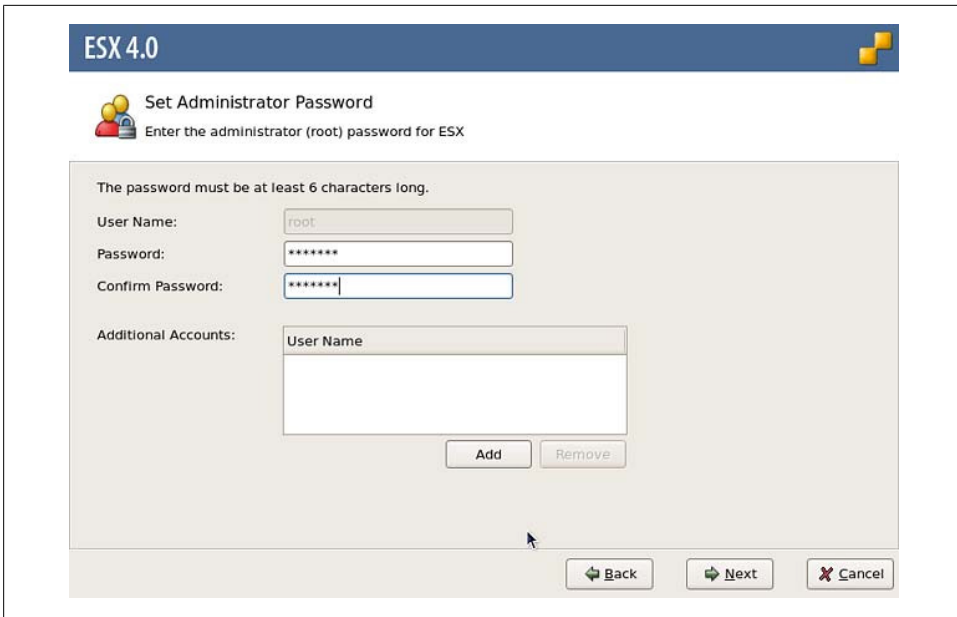 ESX 4.0
Set Administrator Password
Enter the administrator (root) password for ESX
The password must be at least 6 characters long.
User Name: root
Password: *******
Confirm Password: *******
Additional Accounts:
User Name
Add Remove
Back Next Cancel